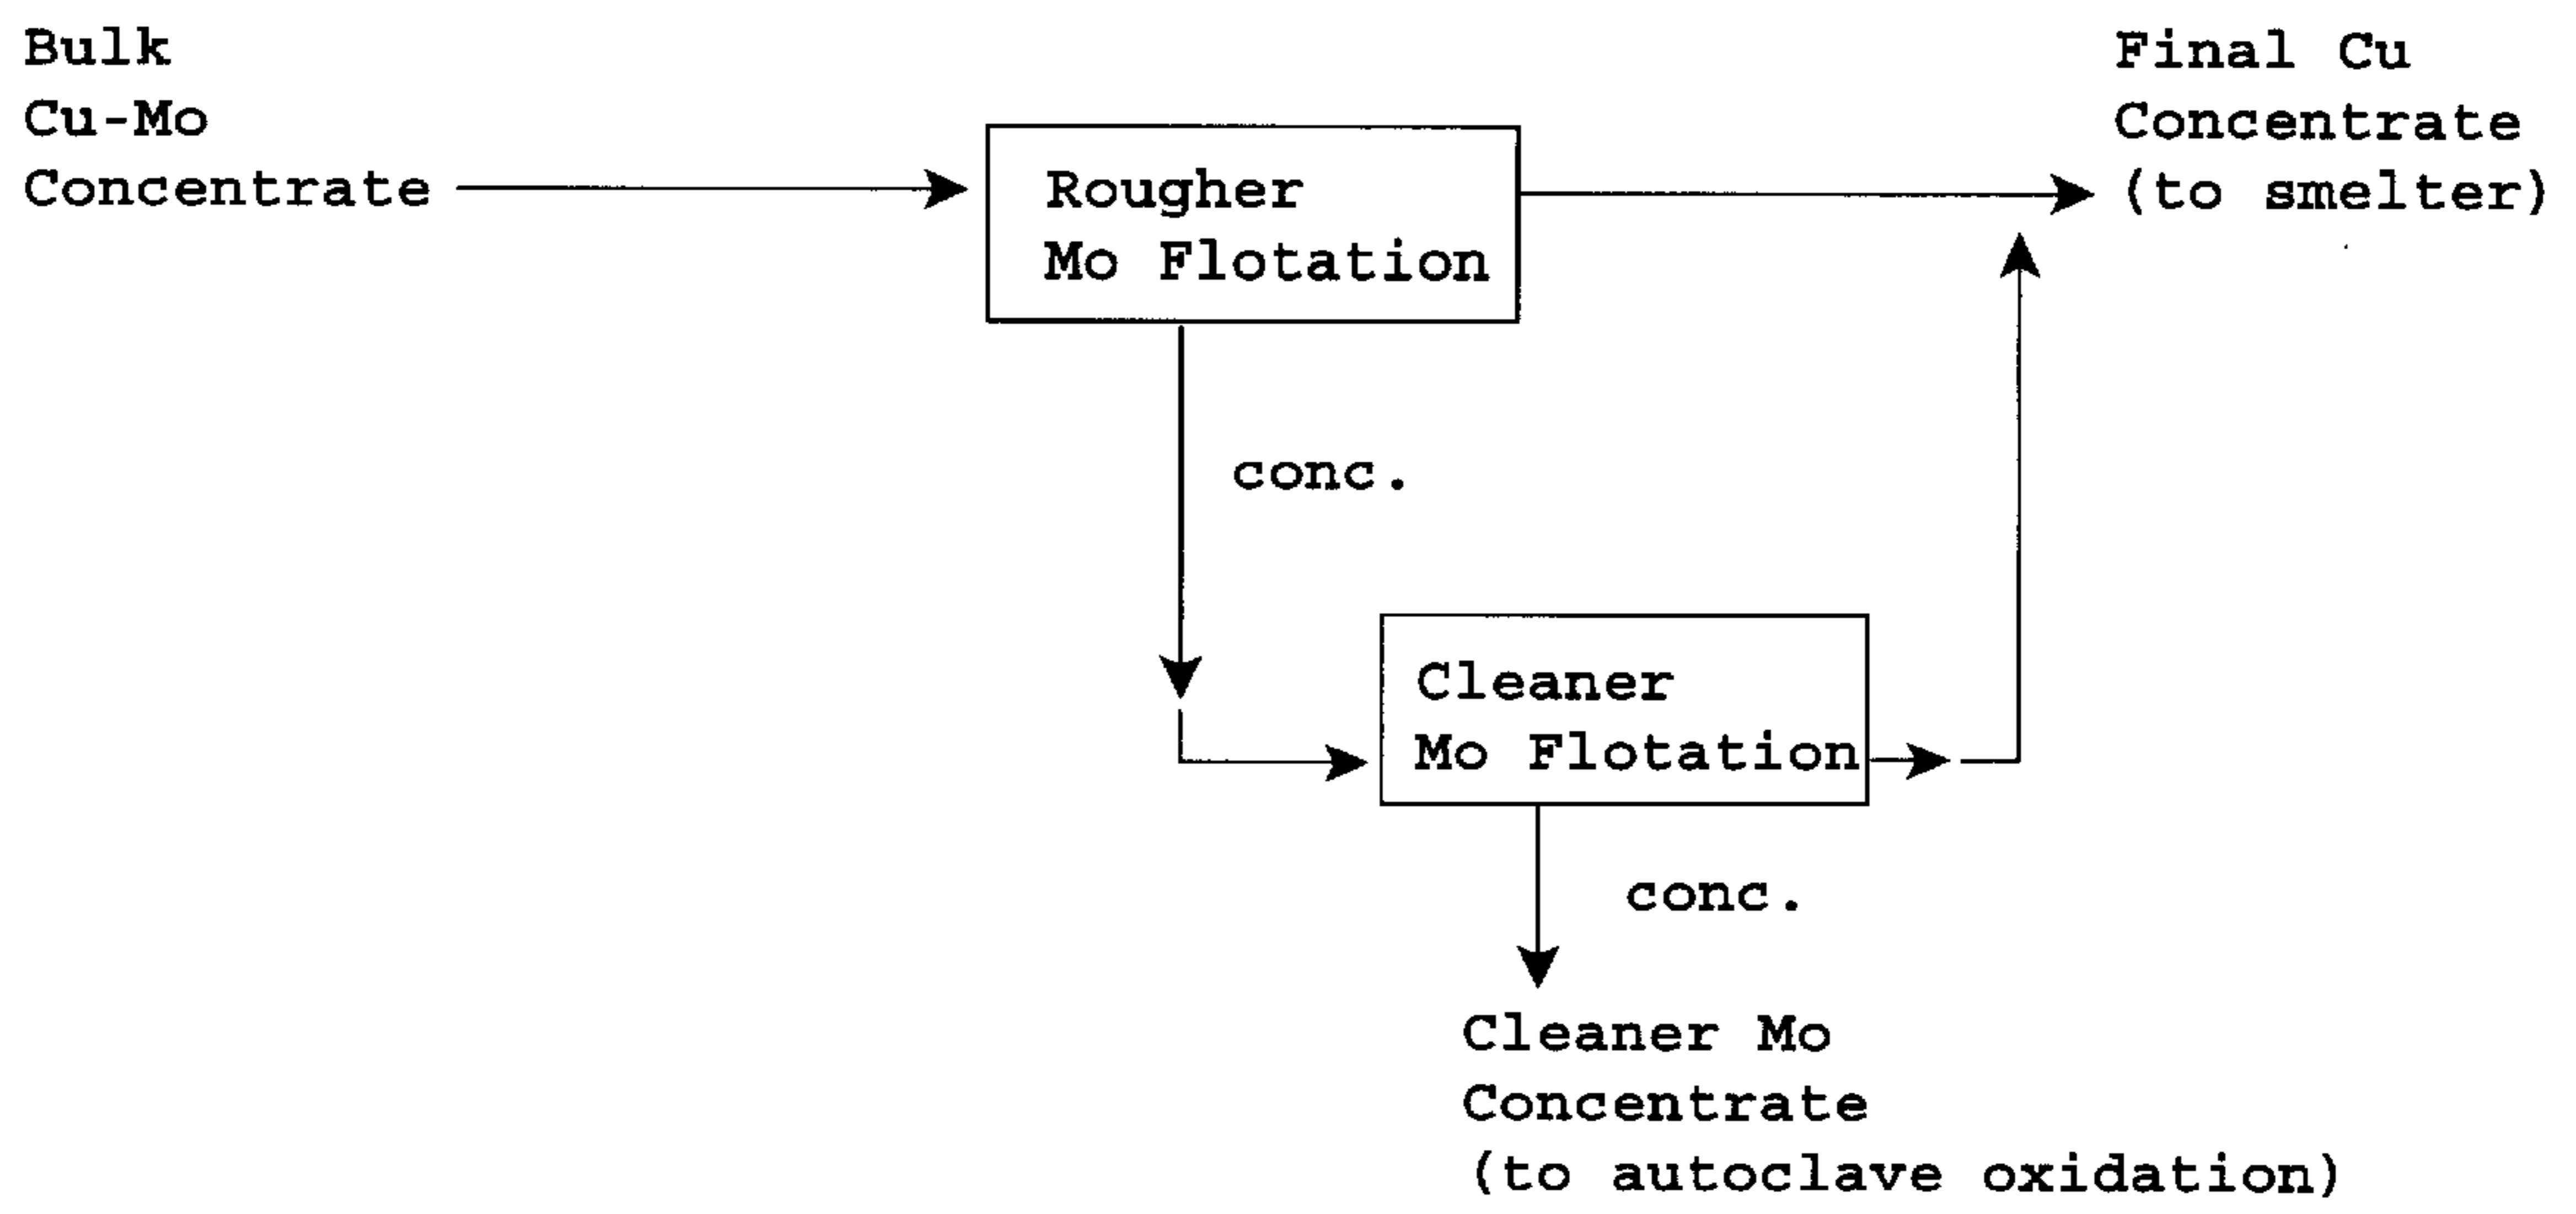 Bulk
Cu-Mo
Concentrate
Rougher
Mo Flotation
Final Cu
Concentrate
(to smelter)
conc.
Cleaner
Mo Flotation
conc.
Cleaner Mo
Concentrate
(to autoclave oxidation)